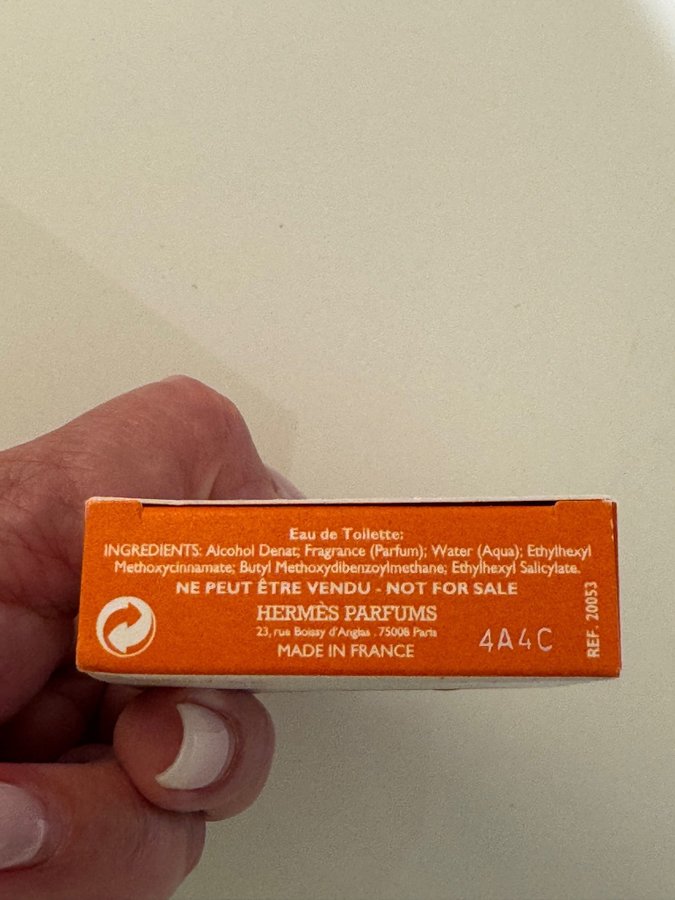 Eau de Toilette:
INGREDIENTS: Alcohol Denat; Fragrance (Parfum); Water (Aqua); Ethylhexyl
Methoxycinnamate; Butyl Methoxydibenzoylmethane; Ethylhexyl Salicylate.
NE PEUT ÊTRE VENDU - NOT FOR SALE
HERMÈS PARFUMS
23, rue Boissy d'Anglas . 75008 Paris
MADE IN FRANCE
4A4C
REF. 20053